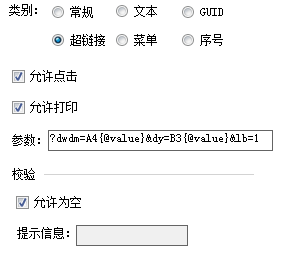 类别： 常规 文本 GUID
超链接 菜单 序号
允许点击
允许打印
参数： ?dwdm=A4{@value}&dy=B3{@value}&lb=1
校验
允许为空
提示信息：